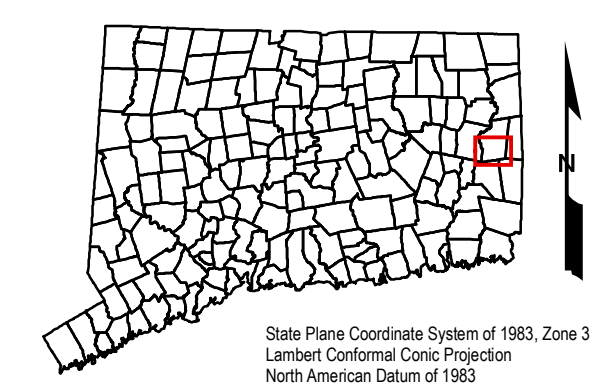 N
State Plane Coordinate System of 1983, Zone 3
Lambert Conformal Conic Projection
North American Datum of 1983